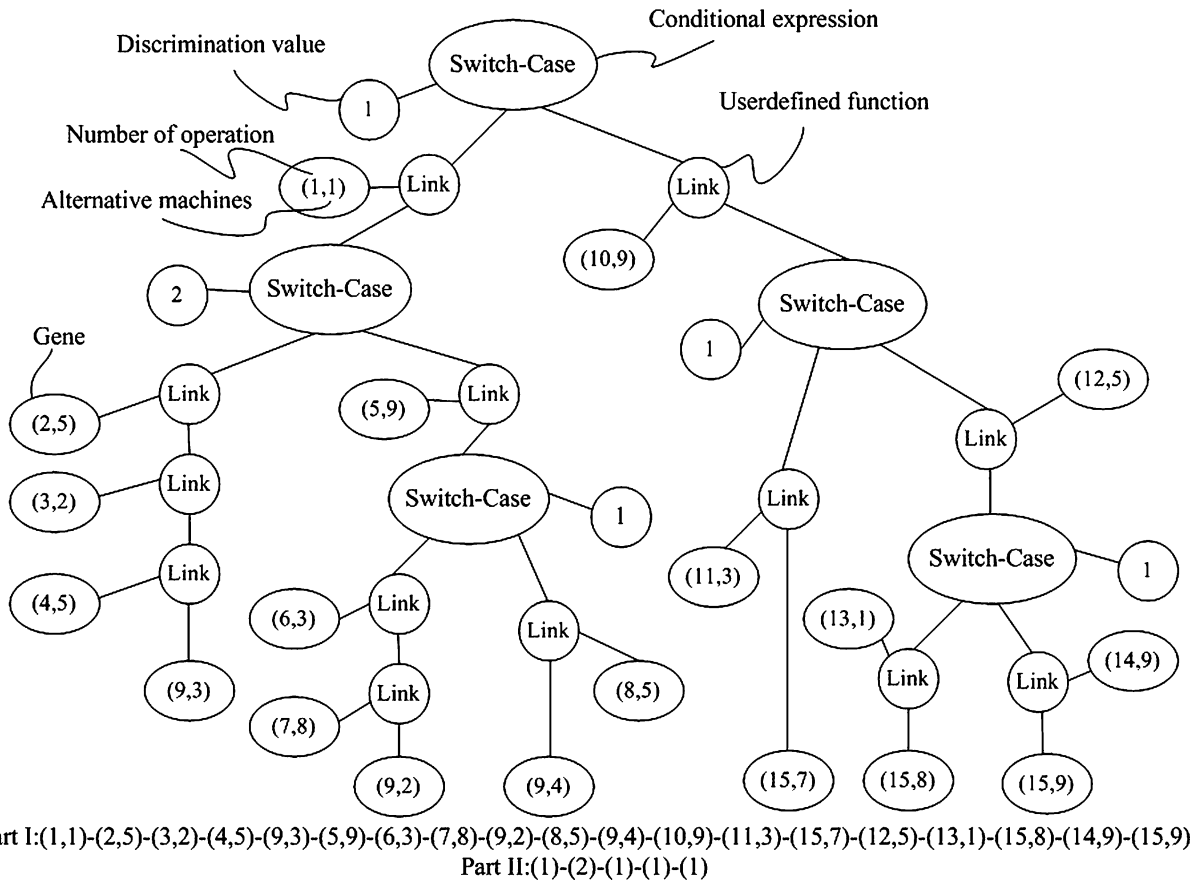 Conditional expression
Discrimination value
Switch-Case
1
Userdefined function
Number of operation
(1,1)
Link
Link
Alternative machines
(10,9)
2
Switch-Case
Switch-Case
1
Gene
Link
(5,9)
Link
(12,5)
(2,5)
Link
(3,2)
Link
Switch-Case
1
Link
(11,3)
Switch-Case
1
(4,5)
Link
(6,3)
Link
Link
(13,1)
(14,9)
Link
Link
(9,3)
(7,8)
Link
(8,5)
(9,2)
(9,4)
(15,7)
(15,8)
(15,9)
art I:(1,1)-(2,5)-(3,2)-(4,5)-(9,3)-(5,9)-(6,3)-(7,8)-(9,2)-(8,5)-(9,4)-(10,9)-(11,3)-(15,7)-(12,5)-(13,1)-(15,8)-(14,9)-(15,9)
Part II:(1)-(2)-(1)-(1)-(1)